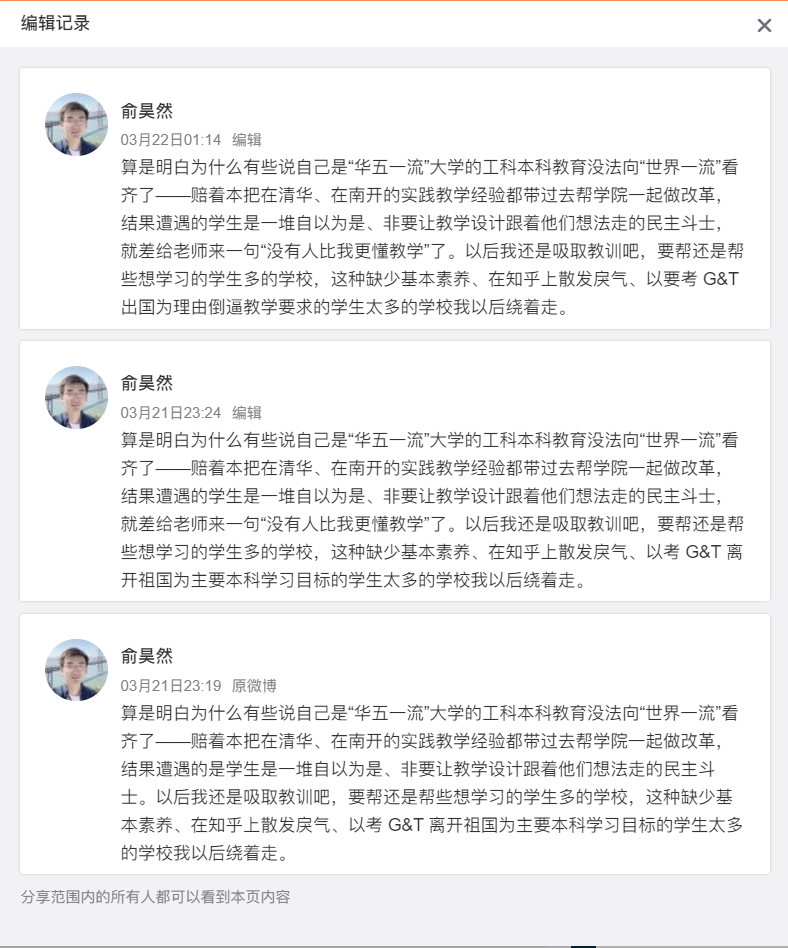 编辑记录
俞昊然
03月22日01:14 编辑
算是明白为什么有些说自己是“华五一流”大学的工科本科教育没法向“世界一流”看
齐了——赔着本把在清华、在南开的实践教学经验都带过去帮学院一起做改革，
结果遭遇的学生是一堆自以为是、非要让教学设计跟着他们想法走的民主斗士，
就差给老师来一句“没有人比我更懂教学”了。以后我还是吸取教训吧，要帮还是帮
些想学习的学生多的学校，这种缺少基本素养、在知乎上散发戾气、以要考 G&T
出国为理由倒逼教学要求的学生太多的学校我以后绕着走。
俞昊然
03月21日23:24 编辑
算是明白为什么有些说自己是“华五一流”大学的工科本科教育没法向“世界一流”看
齐了——赔着本把在清华、在南开的实践教学经验都带过去帮学院一起做改革，
结果遭遇的学生是一堆自以为是、非要让教学设计跟着他们想法走的民主斗士，
就差给老师来一句“没有人比我更懂教学”了。以后我还是吸取教训吧，要帮还是帮
些想学习的学生多的学校，这种缺少基本素养、在知乎上散发戾气、以考 G&T 离
开祖国为主要本科学习目标的学生太多的学校我以后绕着走。
俞昊然
03月21日23:19 原微博
算是明白为什么有些说自己是“华五一流”大学的工科本科教育没法向“世界一流”看
齐了——赔着本把在清华、在南开的实践教学经验都带过去帮学院一起做改革，
结果遭遇的是学生是一堆自以为是、非要让教学设计跟着他们想法走的民主斗
士。以后我还是吸取教训吧，要帮还是帮些想学习的学生多的学校，这种缺少基
本素养、在知乎上散发戾气、以考 G&T 离开祖国为主要本科学习目标的学生太多
的学校我以后绕着走。
分享范围内的所有人都可以看到本页内容